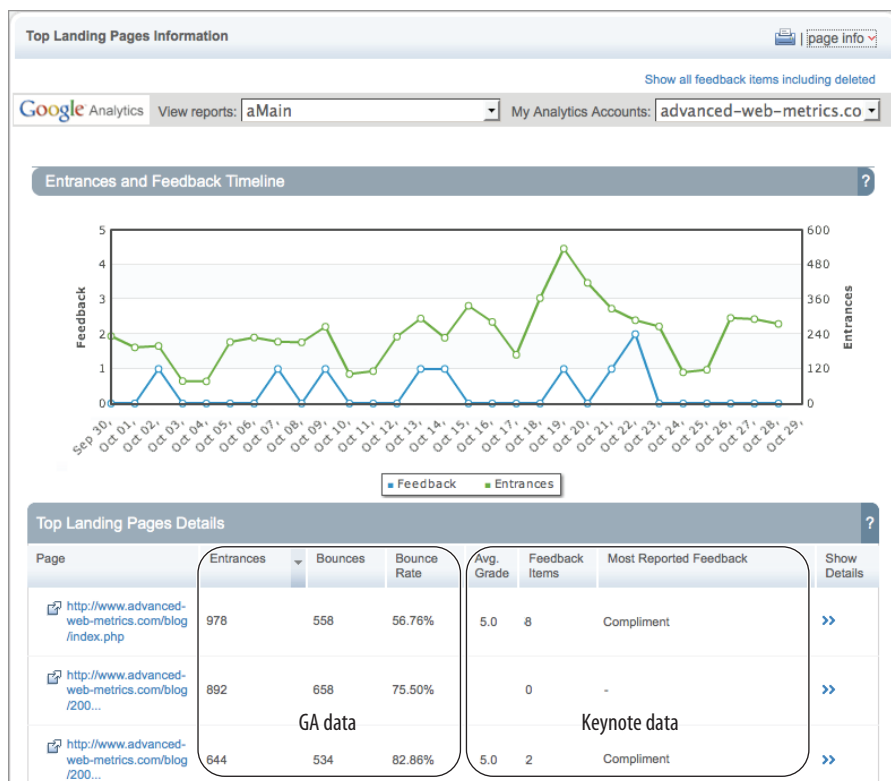 Top Landing Pages Information
| page info
Show all feedback items including deleted
Google Analytics View reports: aMain My Analytics Accounts: advanced-web-metrics.co
Entrances and Feedback Timeline ?
5 600
4 480
3 360
2 240
1 120
0 0
Feedback
Entrances
Sep 30, Oct 01, Oct 02, Oct 03, Oct 04, Oct 05, Oct 06, Oct 07, Oct 08, Oct 09, Oct 10, Oct 11, Oct 12, Oct 13, Oct 14, Oct 15, Oct 16, Oct 17, Oct 18, Oct 19, Oct 20, Oct 21, Oct 22, Oct 23, Oct 24, Oct 25, Oct 26, Oct 27, Oct 28, Oct 29,
Feedback Entrances
Top Landing Pages Details ?
Page Entrances Bounces Bounce Rate Avg. Grade Feedback Items Most Reported Feedback Show Details
http://www.advanced-
web-metrics.com/blog
/index.php
978 558 56.76% 5.0 8 Compliment >>
http://www.advanced-
web-metrics.com/blog
/200...
892 658 75.50% 0 - >>
GA data Keynote data
http://www.advanced-
web-metrics.com/blog
/200...
644 534 82.86% 5.0 2 Compliment >>